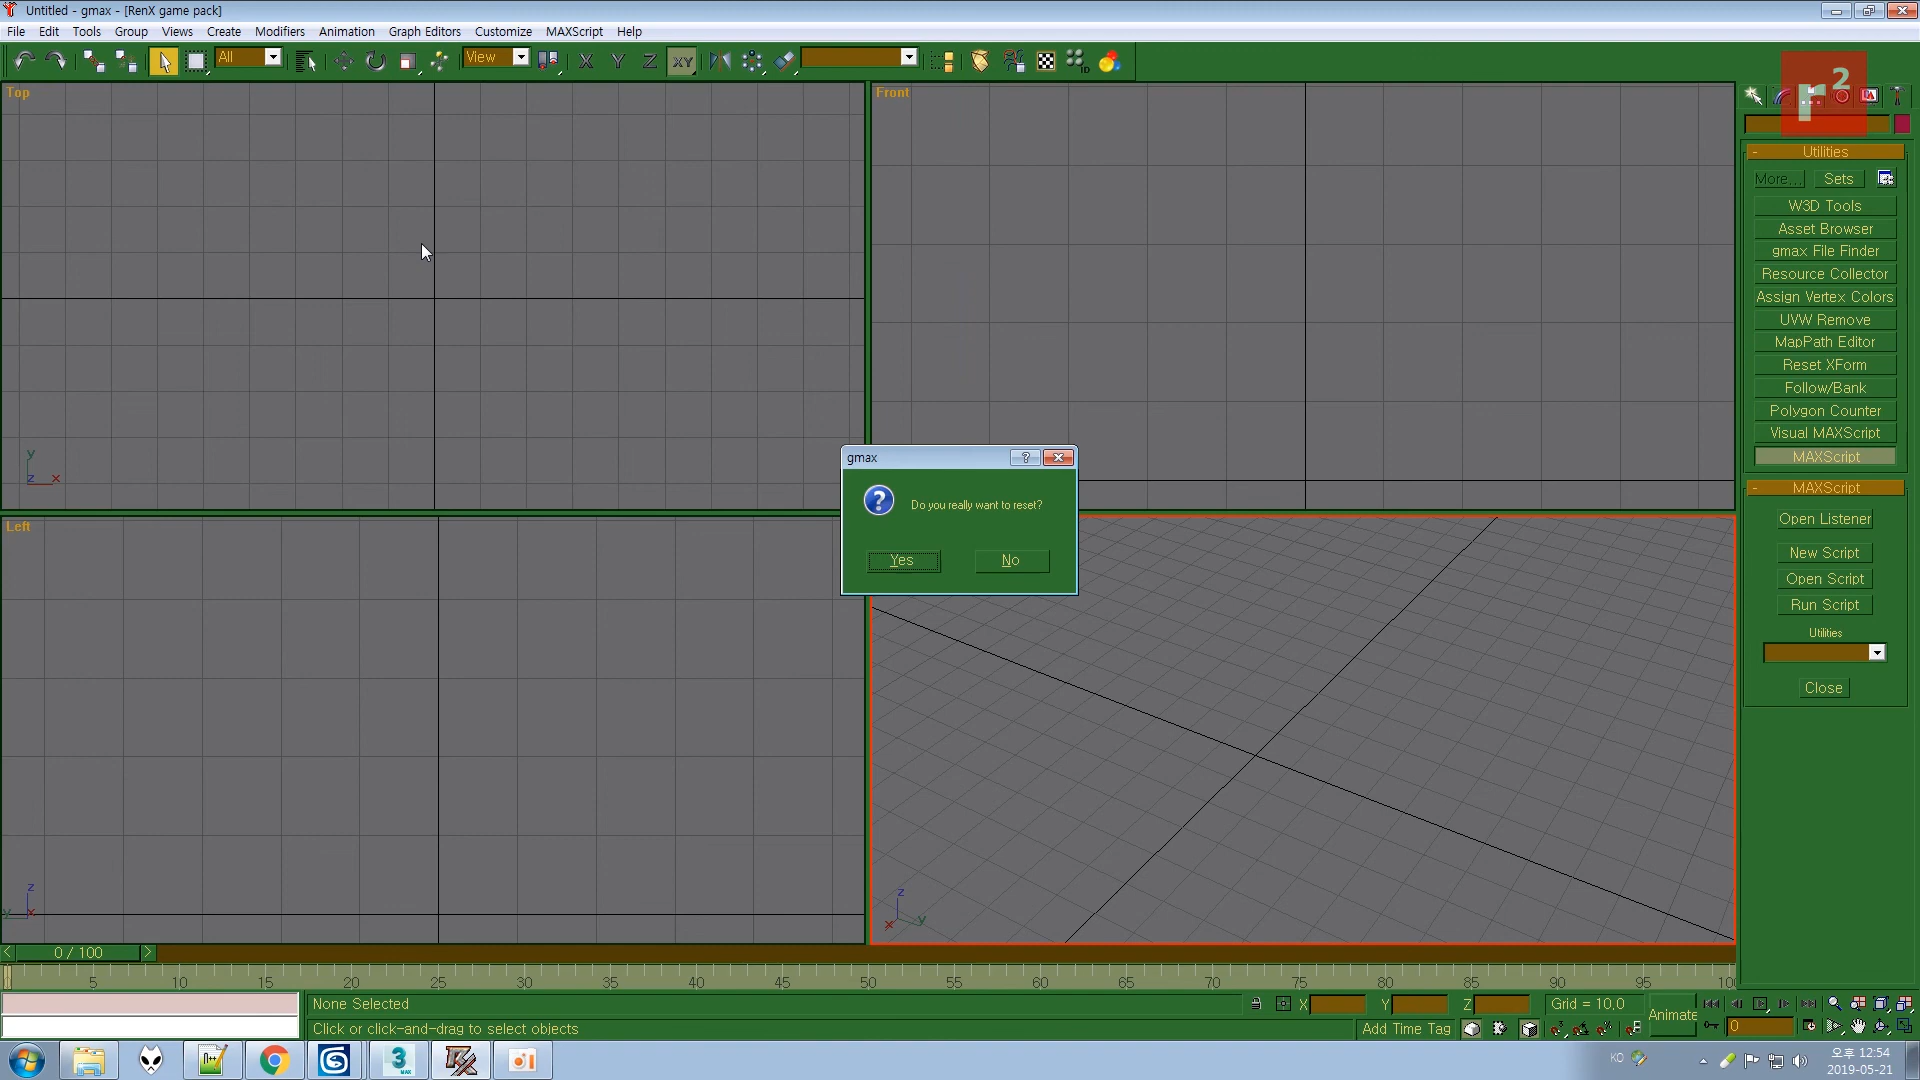 Untitled - gmax - [RenX game pack]
File Edit Tools Group Views Create Modifiers Animation Graph Editors Customize MAXScript Help
All View X Y Z XY ID
r2
Top
Front
Utilities
More... Sets
W3D Tools
Asset Browser
gmax File Finder
Resource Collector
Assign Vertex Colors
UVW Remove
MapPath Editor
Reset XForm
Follow/Bank
Polygon Counter
Visual MAXScript
MAXScript
y
z x
gmax
Do you really want to reset?
Yes No
MAXScript
Open Listener
New Script
Open Script
Run Script
Utilities
Close
Left
z
y x
z
x y
0 / 100
5 10 15 20 25 30 35 40 45 50 55 60 65 70 75 80 85 90 95 100
None Selected X Y Z Grid = 10,0 Animate
Click or click-and-drag to select objects Add Time Tag 0
n++ S 3 MAX KO 오후 12:54
2019-05-21